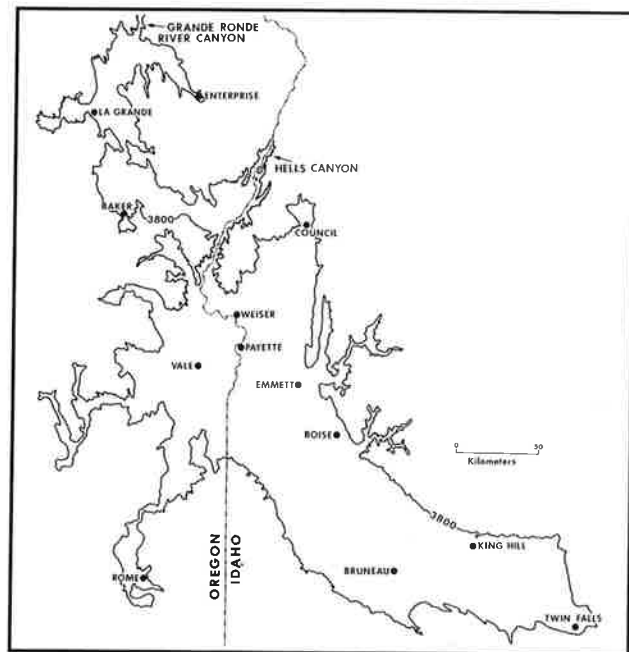 GRANDE RONDE
RIVER CANYON
ENTERPRISE
LA GRANDE
HELLS CANYON
BAKER
3800
COUNCIL
WEISER
PAYETTE
VALE
EMMETT
BOISE
0 50
Kilometers
3800
KING HILL
OREGON
IDAHO
BRUNEAU
ROME
TWIN FALLS